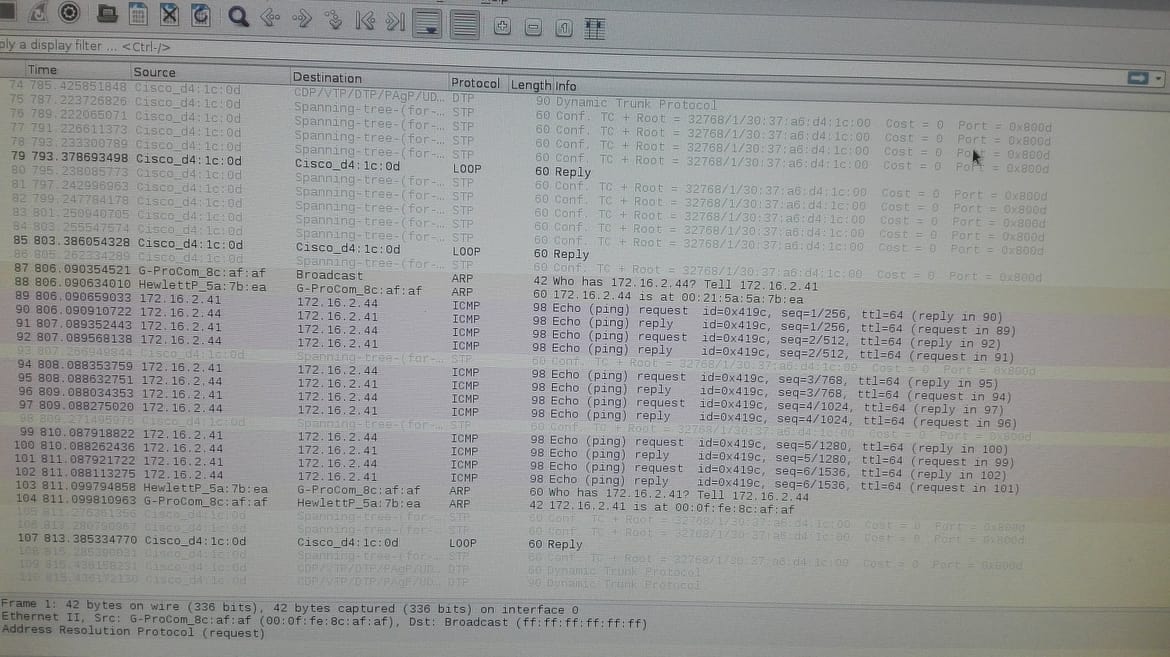 ply a display filter ... <Ctrl-/>
Time Source Destination Protocol Length Info
74 785.425851848 Cisco_d4:1c:0d CDP/VTP/DTP/PAgP/UD… DTP 90 Dynamic Trunk Protocol
75 787.223726826 Cisco_d4:1c:0d Spanning-tree-(for-… STP 60 Conf. TC + Root = 32768/1/30:37:a6:d4:1c:00 Cost = 0 Port = 0x800d
76 789.222065071 Cisco_d4:1c:0d Spanning-tree-(for-… STP 60 Conf. TC + Root = 32768/1/30:37:a6:d4:1c:00 Cost = 0 Port = 0x800d
77 791.226611373 Cisco_d4:1c:0d Spanning-tree-(for-… STP 60 Conf. TC + Root = 32768/1/30:37:a6:d4:1c:00 Cost = 0 Port = 0x800d
78 793.233300789 Cisco_d4:1c:0d Spanning-tree-(for-… STP 60 Conf. TC + Root = 32768/1/30:37:a6:d4:1c:00 Cost = 0 Port = 0x800d
79 793.378693498 Cisco_d4:1c:0d Cisco_d4:1c:0d LOOP 60 Reply
80 795.238085773 Cisco_d4:1c:0d Spanning-tree-(for-… STP 60 Conf. TC + Root = 32768/1/30:37:a6:d4:1c:00 Cost = 0 Port = 0x800d
81 797.242996963 Cisco_d4:1c:0d Spanning-tree-(for-… STP 60 Conf. TC + Root = 32768/1/30:37:a6:d4:1c:00 Cost = 0 Port = 0x800d
82 799.247784178 Cisco_d4:1c:0d Spanning-tree-(for-… STP 60 Conf. TC + Root = 32768/1/30:37:a6:d4:1c:00 Cost = 0 Port = 0x800d
83 801.250940705 Cisco_d4:1c:0d Spanning-tree-(for-… STP 60 Conf. TC + Root = 32768/1/30:37:a6:d4:1c:00 Cost = 0 Port = 0x800d
84 803.255547574 Cisco_d4:1c:0d Spanning-tree-(for-… STP 60 Conf. TC + Root = 32768/1/30:37:a6:d4:1c:00 Cost = 0 Port = 0x800d
85 803.386054328 Cisco_d4:1c:0d Cisco_d4:1c:0d LOOP 60 Reply
86 805.262334289 Cisco_d4:1c:0d Spanning-tree-(for-… STP 60 Conf. TC + Root = 32768/1/30:37:a6:d4:1c:00 Cost = 0 Port = 0x800d
87 806.090354521 G-ProCom_8c:af:af Broadcast ARP 42 Who has 172.16.2.44? Tell 172.16.2.41
88 806.090634010 HewlettP_5a:7b:ea G-ProCom_8c:af:af ARP 60 172.16.2.44 is at 00:21:5a:5a:7b:ea
89 806.090659033 172.16.2.41 172.16.2.44 ICMP 98 Echo (ping) request id=0x419c, seq=1/256, ttl=64 (reply in 90)
90 806.090910722 172.16.2.44 172.16.2.41 ICMP 98 Echo (ping) reply id=0x419c, seq=1/256, ttl=64 (request in 89)
91 807.089352443 172.16.2.41 172.16.2.44 ICMP 98 Echo (ping) request id=0x419c, seq=2/512, ttl=64 (reply in 92)
92 807.089568138 172.16.2.44 172.16.2.41 ICMP 98 Echo (ping) reply id=0x419c, seq=2/512, ttl=64 (request in 91)
93 Cisco_d4:1c:0d Spanning-tree-(for-… STP 60 Conf. TC + Root = 32768/1/30:37:a6:d4:1c:00 Cost = 0 Port = 0x800d
94 808.088353759 172.16.2.41 172.16.2.44 ICMP 98 Echo (ping) request id=0x419c, seq=3/768, ttl=64 (reply in 95)
95 808.088632751 172.16.2.44 172.16.2.41 ICMP 98 Echo (ping) reply id=0x419c, seq=3/768, ttl=64 (request in 94)
96 809.088034353 172.16.2.41 172.16.2.44 ICMP 98 Echo (ping) request id=0x419c, seq=4/1024, ttl=64 (reply in 97)
97 809.088275020 172.16.2.44 172.16.2.41 ICMP 98 Echo (ping) reply id=0x419c, seq=4/1024, ttl=64 (request in 96)
98 Cisco_d4:1c:0d Spanning-tree-(for-… STP 60 Conf. Cost = 0 Port = 0x800d
99 810.087918822 172.16.2.41 172.16.2.44 ICMP 98 Echo (ping) request id=0x419c, seq=5/1280, ttl=64 (reply in 100)
100 810.088262436 172.16.2.44 172.16.2.41 ICMP 98 Echo (ping) reply id=0x419c, seq=5/1280, ttl=64 (request in 99)
101 811.087921722 172.16.2.41 172.16.2.44 ICMP 98 Echo (ping) request id=0x419c, seq=6/1536, ttl=64 (reply in 102)
102 811.088113275 172.16.2.44 172.16.2.41 ICMP 98 Echo (ping) reply id=0x419c, seq=6/1536, ttl=64 (request in 101)
103 811.099794858 HewlettP_5a:7b:ea G-ProCom_8c:af:af ARP 60 Who has 172.16.2.41? Tell 172.16.2.44
104 811.099810963 G-ProCom_8c:af:af HewlettP_5a:7b:ea ARP 42 172.16.2.41 is at 00:0f:fe:8c:af:af
105 811.276361356 Cisco_d4:1c:0d Spanning-tree-(for-… STP 60 Conf. TC + Root = 32768/1/30:37:a6:d4:1c:00 Cost = 0 Port = 0x800d
106 Cisco_d4:1c:0d Spanning-tree-(for-… STP 60 Conf. TC + Root = 32768/1/30:37:a6:d4:1c:00 Cost = 0 Port = 0x800d
107 813.385334770 Cisco_d4:1c:0d Cisco_d4:1c:0d LOOP 60 Reply
108 Cisco_d4:1c:0d Spanning-tree-(for-… STP 60 Conf. TC + Root = 32768/1/30:37:a6:d4:1c:00 Cost = 0 Port = 0x800d
109 Cisco_d4:1c:0d CDP/VTP/DTP/PAgP/UD… DTP 60 Dynamic Trunk Protocol
110 Cisco_d4:1c:0d CDP/VTP/DTP/PAgP/UD… DTP 90 Dynamic Trunk Protocol
Frame 1: 42 bytes on wire (336 bits), 42 bytes captured (336 bits) on interface 0
Ethernet II, Src: G-ProCom_8c:af:af (00:0f:fe:8c:af:af), Dst: Broadcast (ff:ff:ff:ff:ff:ff)
Address Resolution Protocol (request)